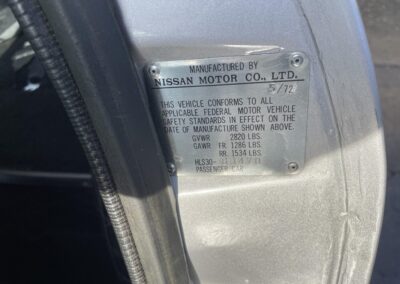 MANUFACTURED BY
NISSAN MOTOR CO., LTD.
5/72
THIS VEHICLE CONFORMS TO ALL
APPLICABLE FEDERAL MOTOR VEHICLE
SAFETY STANDARDS IN EFFECT ON THE
DATE OF MANUFACTURE SHOWN ABOVE.
GVWR 2820 LBS.
GAWR FR. 1286 LBS
RR. 1534 LBS
HLS30-
PASSENGER CAR